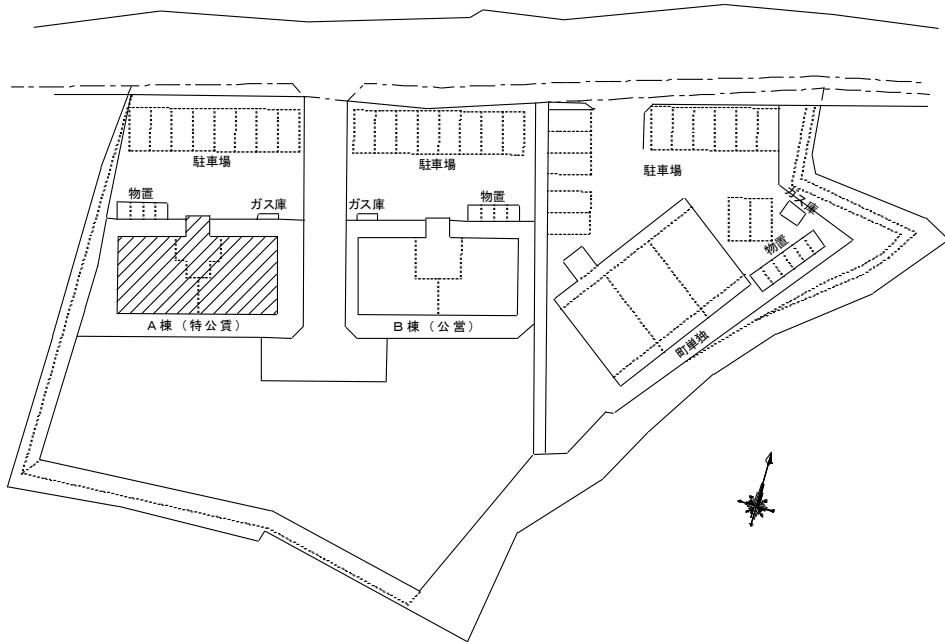 駐車場
駐車場
駐車場
物置
ガス庫
ガス庫
物置
ガス庫
物置
A棟(特公賃)
B棟(公営)
町単独